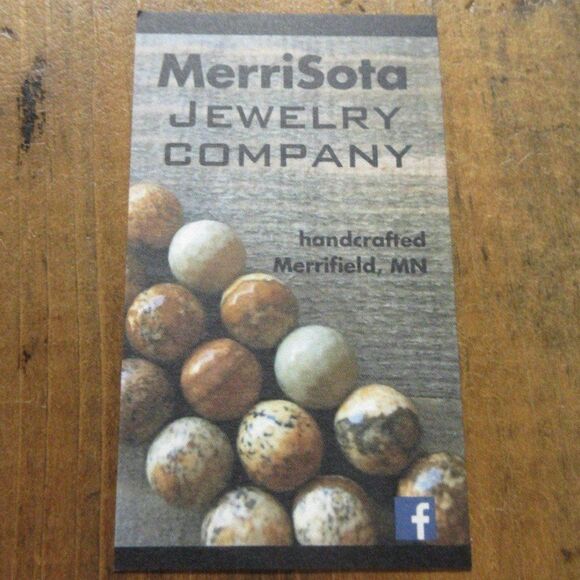 MerriSota
JEWELRY
COMPANY
handcrafted
Merrifield, MN
f